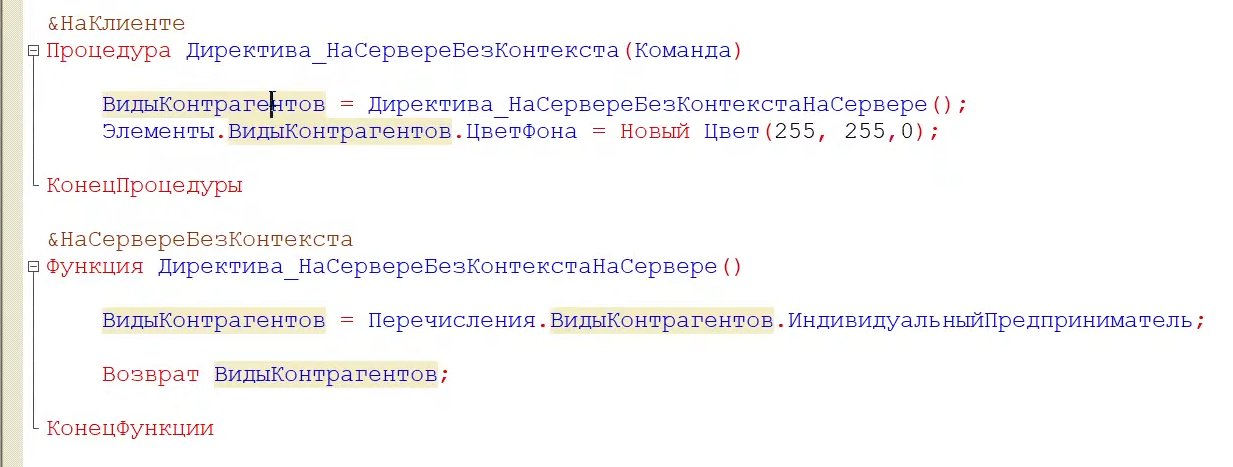 &НаКлиенте
Процедура Директива_НаСервереБезКонтекста(Команда)
ВидыКонтрагентов = Директива_НаСервереБезКонтекстаНаСервере();
Элементы.ВидыКонтрагентов.ЦветФона = Новый Цвет(255, 255,0);
КонецПроцедуры
&НаСервереБезКонтекста
Функция Директива_НаСервереБезКонтекстаНаСервере()
ВидыКонтрагентов = Перечисления.ВидыКонтрагентов.ИндивидуальныйПредприниматель;
Возврат ВидыКонтрагентов;
КонецФункции